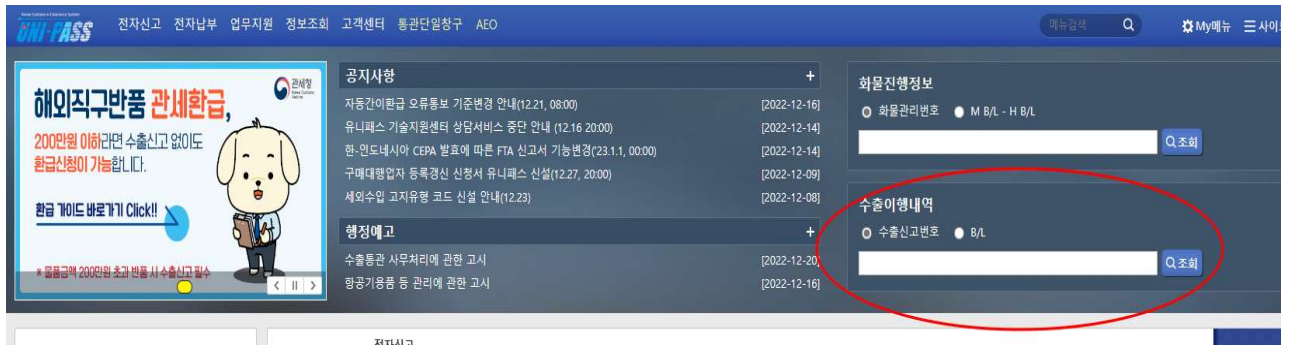 UNI-PASS
전자신고 전자납부 업무지원 정보조회 고객센터 통관단일창구 AEO
메뉴검색
My메뉴
사이
해외직구반품 관세환급,
관세청
200만원 이하라면 수출신고 없이도
환급신청이 가능합니다.
환급 가이드 바로가기 Click!!
* 물품금액 200만원 초과 반품 시 수출신고 필수
공지사항 +
자동간이환급 오류통보 기준변경 안내(12.21, 08:00) [2022-12-16]
유니패스 기술지원센터 상담서비스 중단 안내 (12.16 20:00) [2022-12-14]
한-인도네시아 CEPA 발효에 따른 FTA 신고서 기능변경('23.1.1, 00:00) [2022-12-14]
구매대행업자 등록갱신 신청서 유니패스 신설(12.27, 20:00) [2022-12-09]
세외수입 고지유형 코드 신설 안내(12.23) [2022-12-08]
행정예고 +
수출통관 사무처리에 관한 고시 [2022-12-20]
항공기용품 등 관리에 관한 고시 [2022-12-16]
화물진행정보
화물관리번호 M B/L - H B/L
조회
수출이행내역
수출신고번호 B/L
조회
전자신고